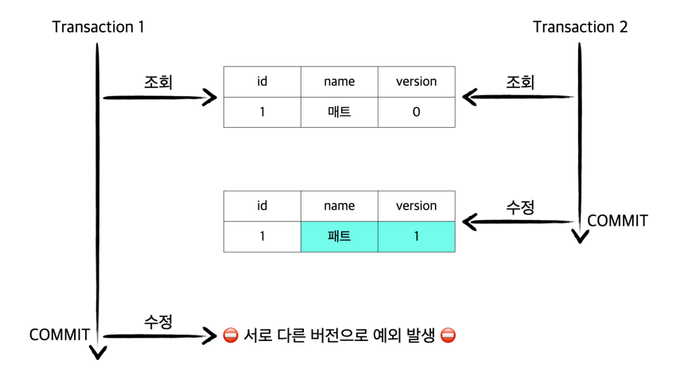 Transaction 1
Transaction 2
조회
id name version
1 매트 0
조회
id name version
1 패트 1
수정
COMMIT
COMMIT
수정
⛔ 서로 다른 버전으로 예외 발생 ⛔